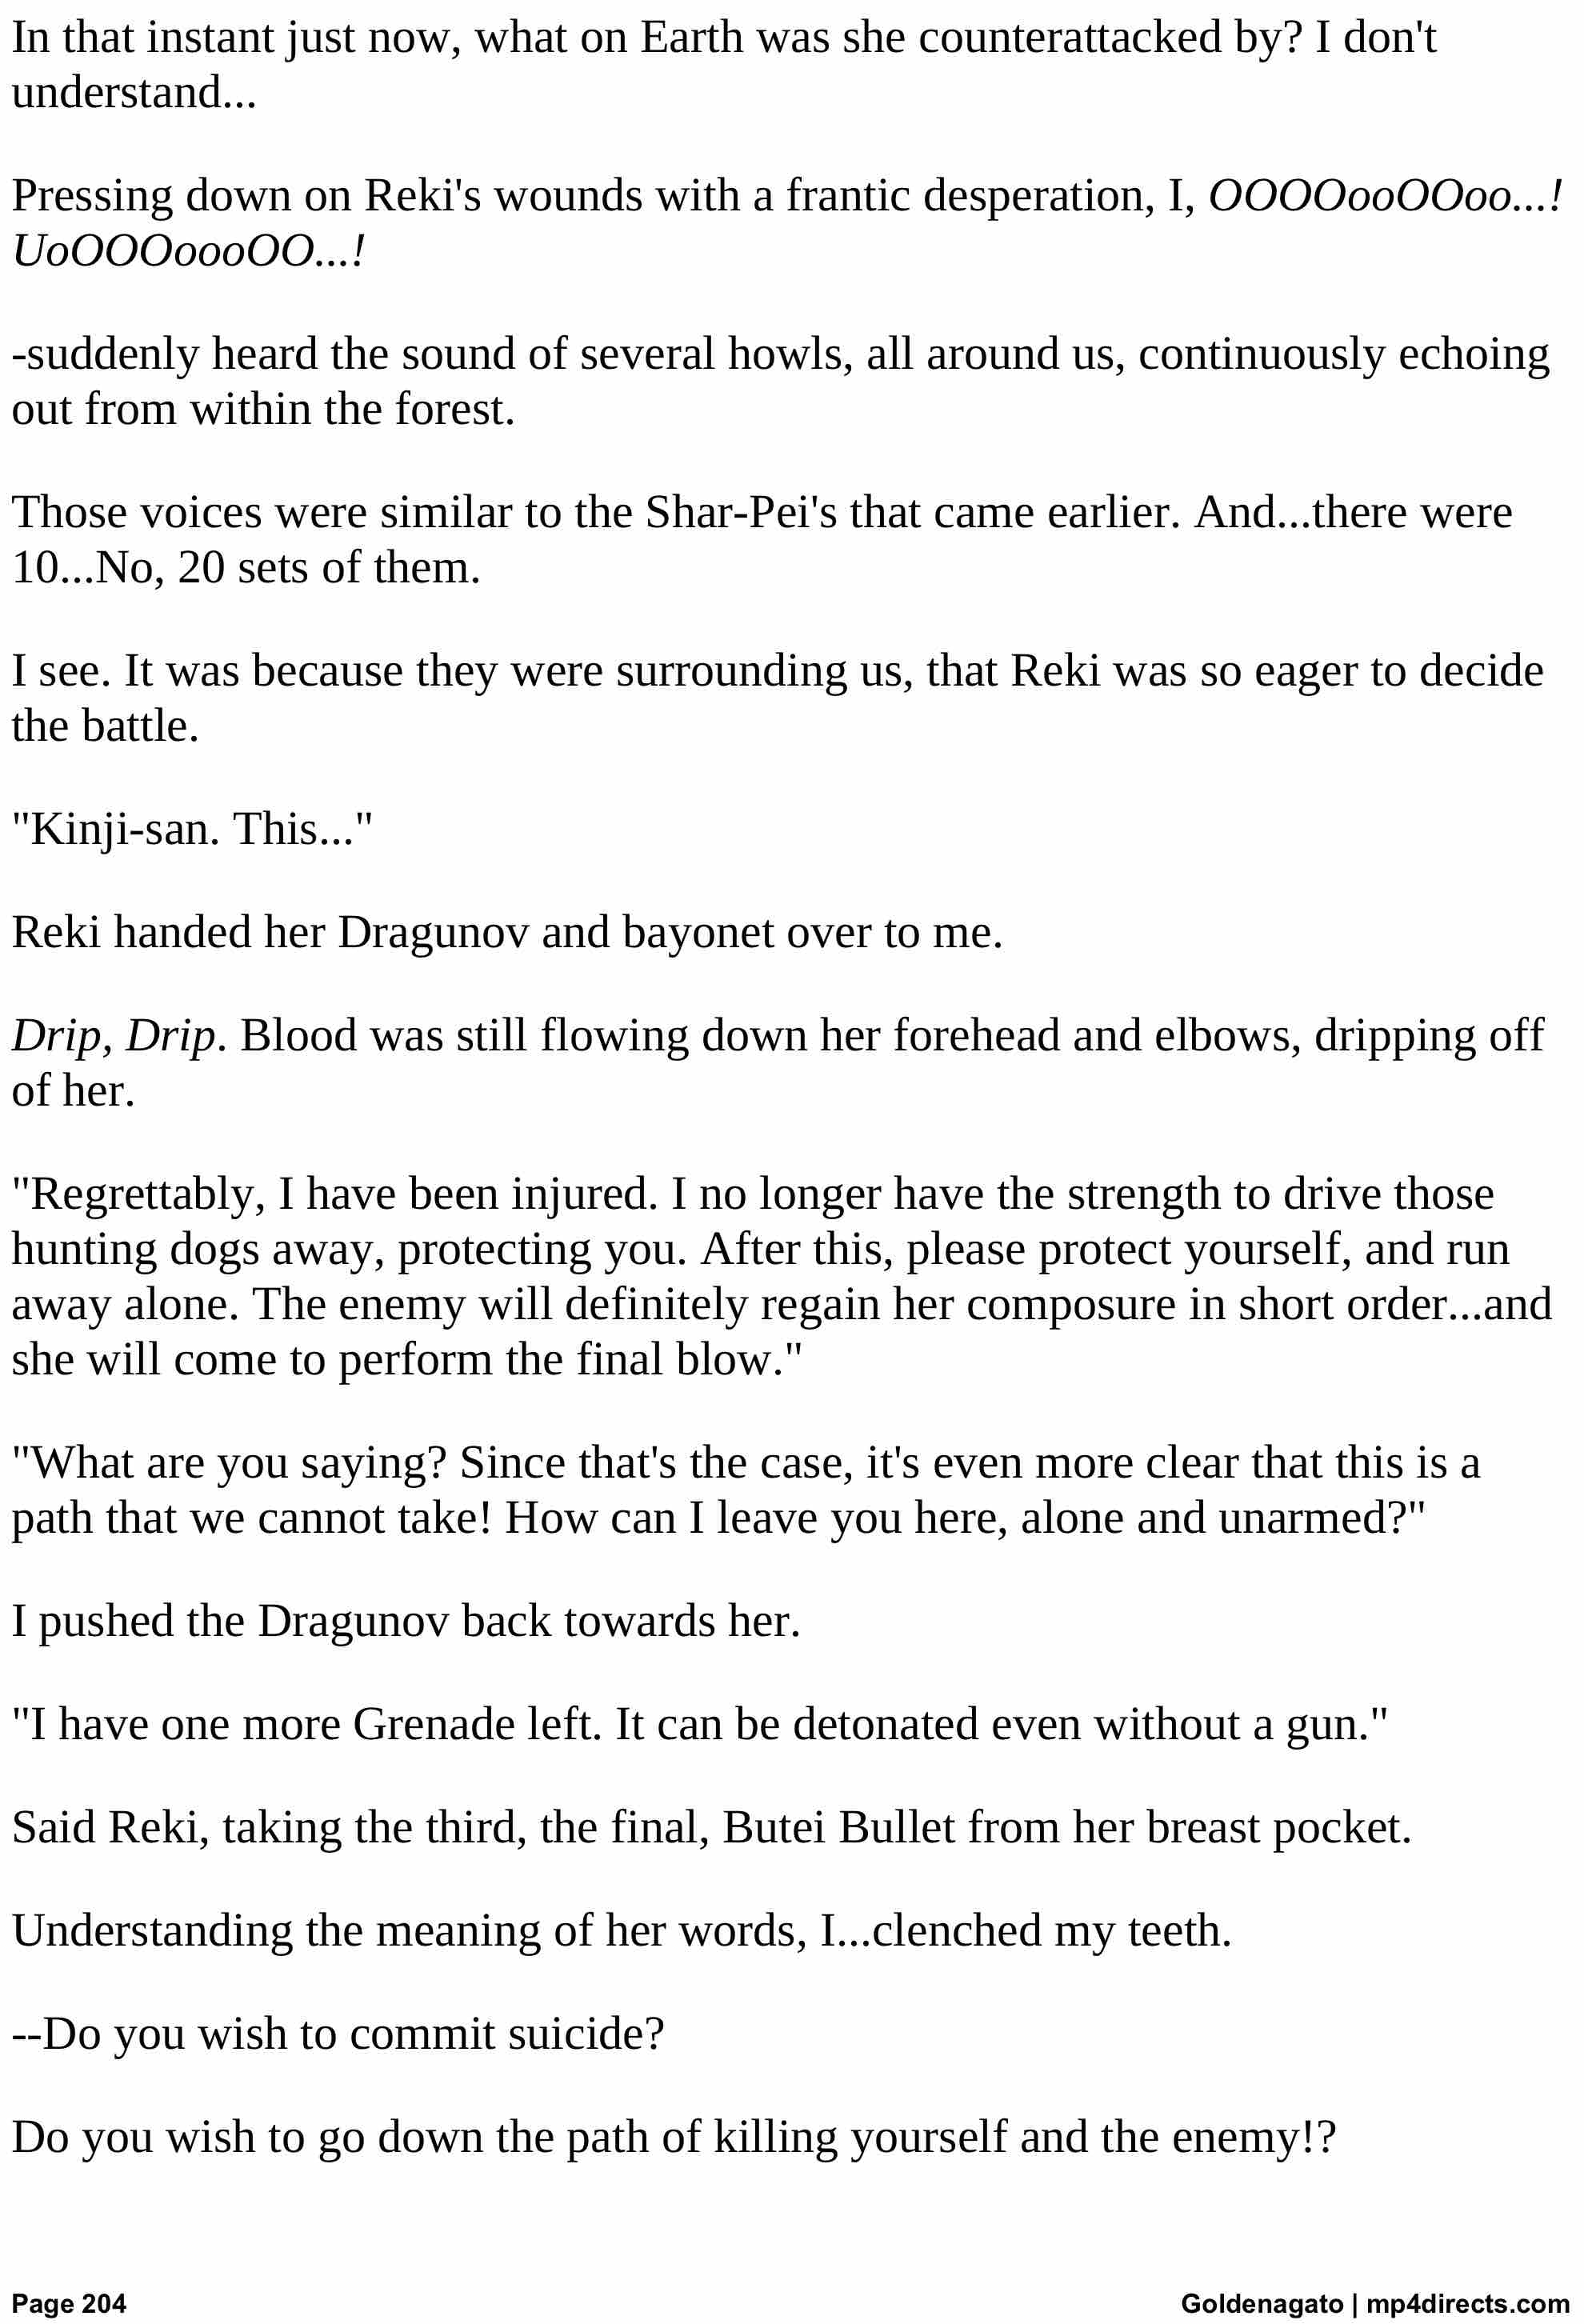 In that instant just now, what on Earth was she counterattacked by? I don't
understand...
Pressing down on Reki's wounds with a frantic desperation, I, OOOOooOOoo...!
UoOOOoooOO...!
-suddenly heard the sound of several howls, all around us, continuously echoing
out from within the forest.
Those voices were similar to the Shar-Pei's that came earlier. And...there were
10...No, 20 sets of them.
I see. It was because they were surrounding us, that Reki was so eager to decide
the battle.
"Kinji-san. This..."
Reki handed her Dragunov and bayonet over to me.
Drip, Drip. Blood was still flowing down her forehead and elbows, dripping off
of her.
"Regrettably, I have been injured. I no longer have the strength to drive those
hunting dogs away, protecting you. After this, please protect yourself, and run
away alone. The enemy will definitely regain her composure in short order...and
she will come to perform the final blow."
"What are you saying? Since that's the case, it's even more clear that this is a
path that we cannot take! How can I leave you here, alone and unarmed?"
I pushed the Dragunov back towards her.
"I have one more Grenade left. It can be detonated even without a gun."
Said Reki, taking the third, the final, Butei Bullet from her breast pocket.
Understanding the meaning of her words, I...clenched my teeth.
--Do you wish to commit suicide?
Do you wish to go down the path of killing yourself and the enemy!?
Page 204
Goldenagato | mp4directs.com